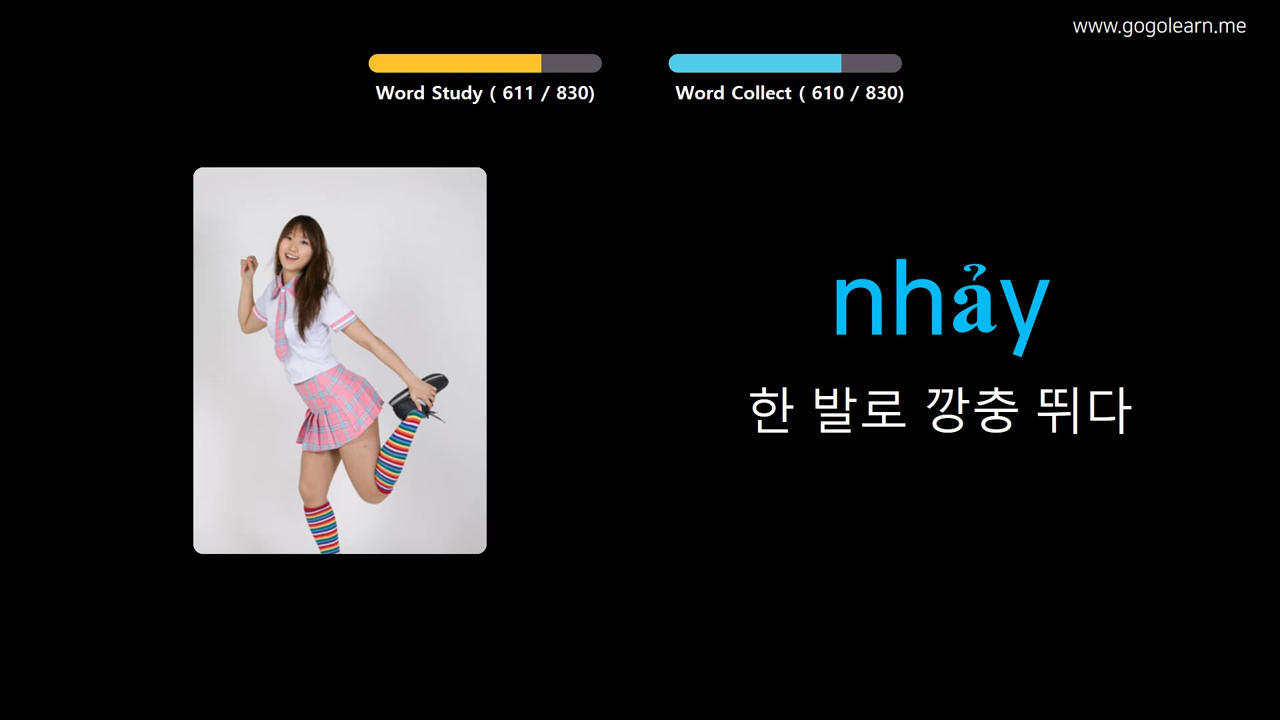 www.gogolearn.me
Word Study ( 611 / 830)
Word Collect ( 610 / 830)
nhảy
한 발로 깡충 뛰다